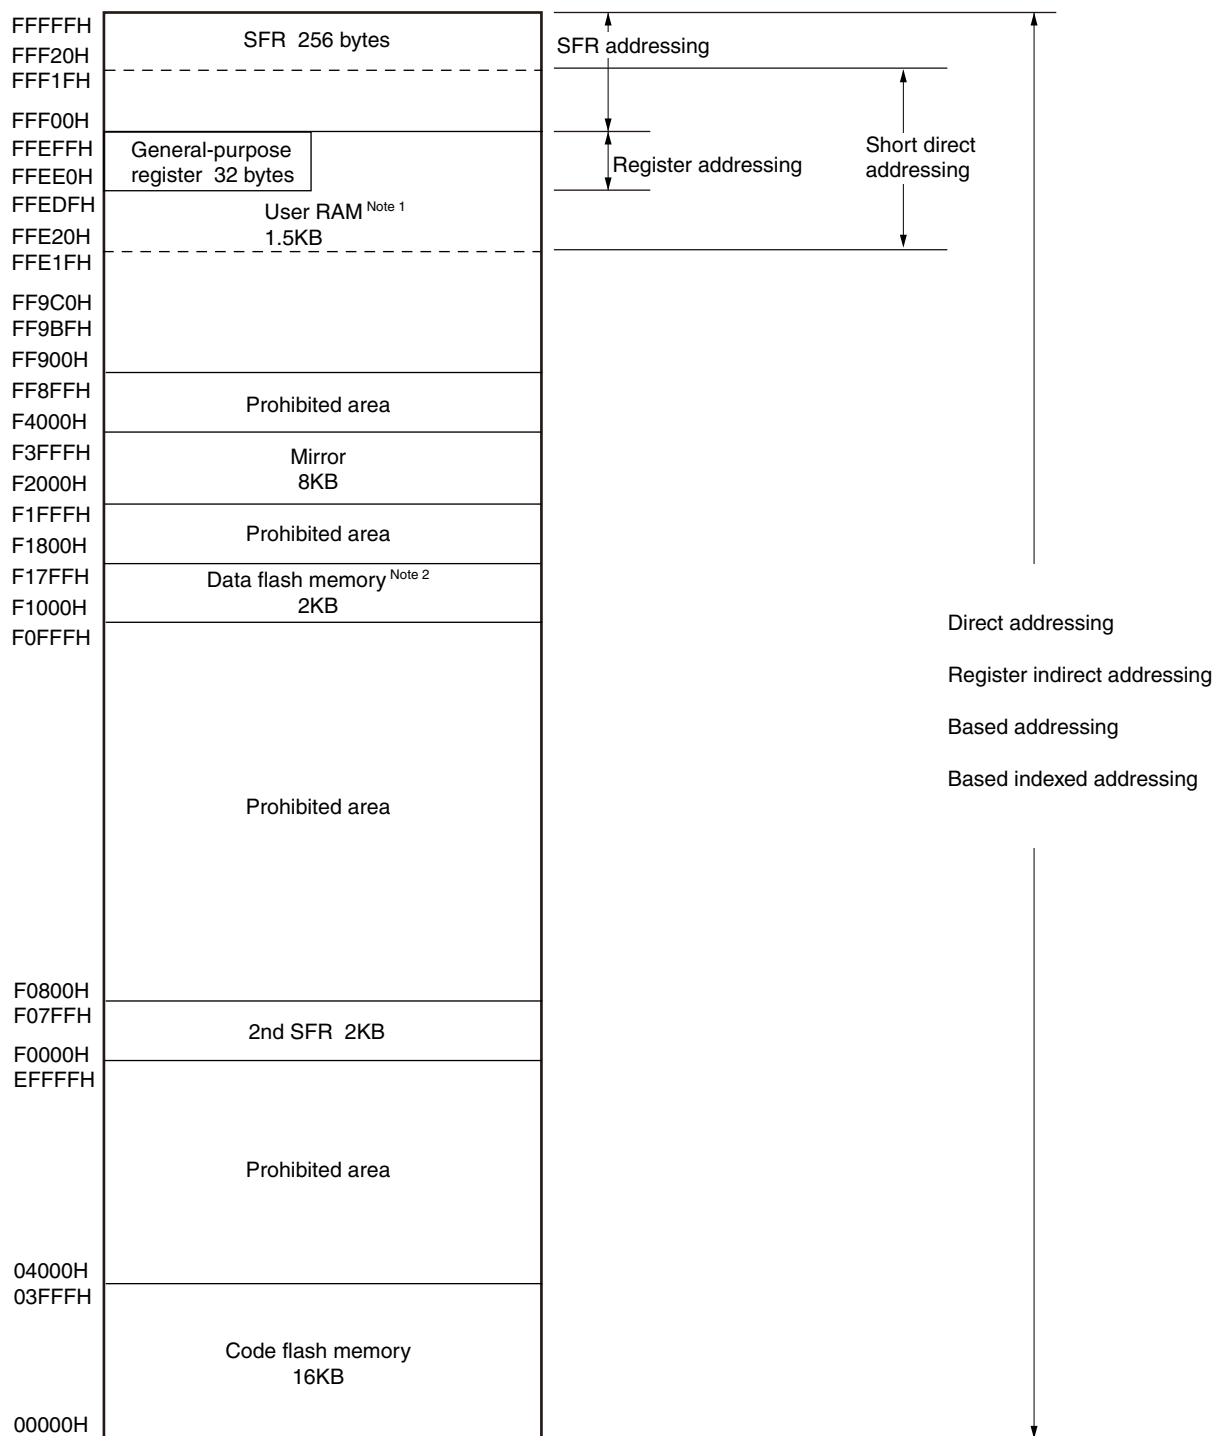 FFFFFH
SFR 256 bytes
SFR addressing
FFF20H
FFF1FH
FFF00H
FFEFFH
General-purpose
register 32 bytes
Register addressing
Short direct
addressing
FFEE0H
FFEDFH
User RAM Note 1
1.5KB
FFE20H
FFE1FH
FF9C0H
FF9BFH
FF900H
FF8FFH
Prohibited area
F4000H
F3FFFH
Mirror
8KB
F2000H
F1FFFH
Prohibited area
F1800H
F17FFH
Data flash memory Note 2
2KB
F1000H
F0FFFH
Direct addressing
Register indirect addressing
Based addressing
Based indexed addressing
Prohibited area
F0800H
F07FFH
2nd SFR 2KB
F0000H
EFFFFH
Prohibited area
04000H
03FFFH
Code flash memory
16KB
00000H